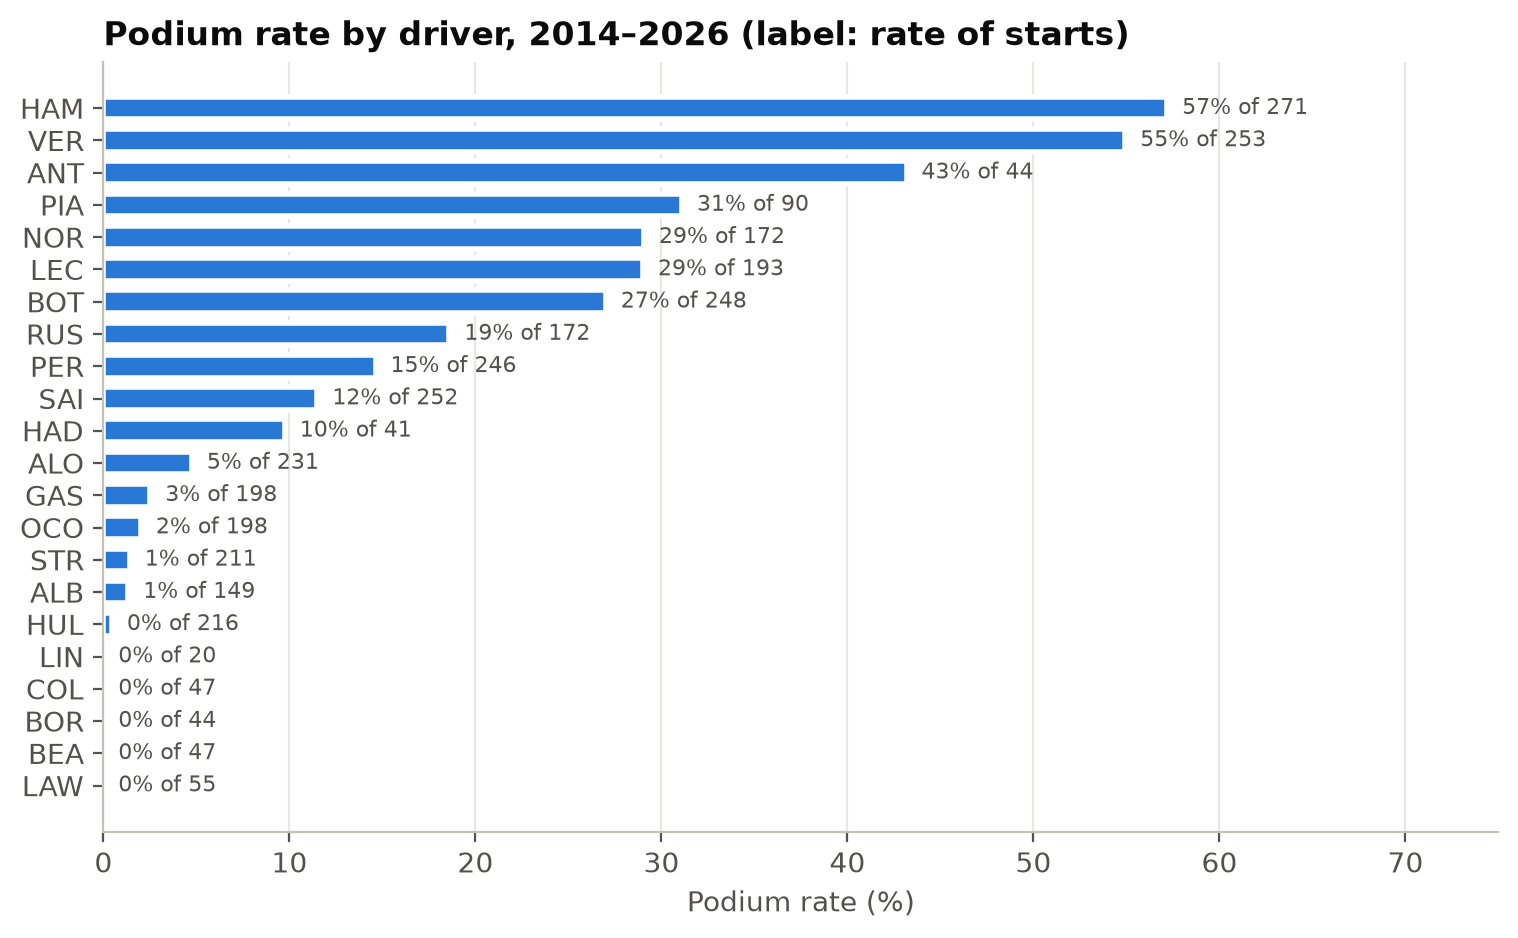 Podium rate by driver, 2014–2026 (label: rate of starts)
HAM 57% of 271
VER 55% of 253
ANT 43% of 44
PIA 31% of 90
NOR 29% of 172
LEC 29% of 193
BOT 27% of 248
RUS 19% of 172
PER 15% of 246
SAI 12% of 252
HAD 10% of 41
ALO 5% of 231
GAS 3% of 198
OCO 2% of 198
STR 1% of 211
ALB 1% of 149
HUL 0% of 216
LIN 0% of 20
COL 0% of 47
BOR 0% of 44
BEA 0% of 47
LAW 0% of 55
0 10 20 30 40 50 60 70
Podium rate (%)